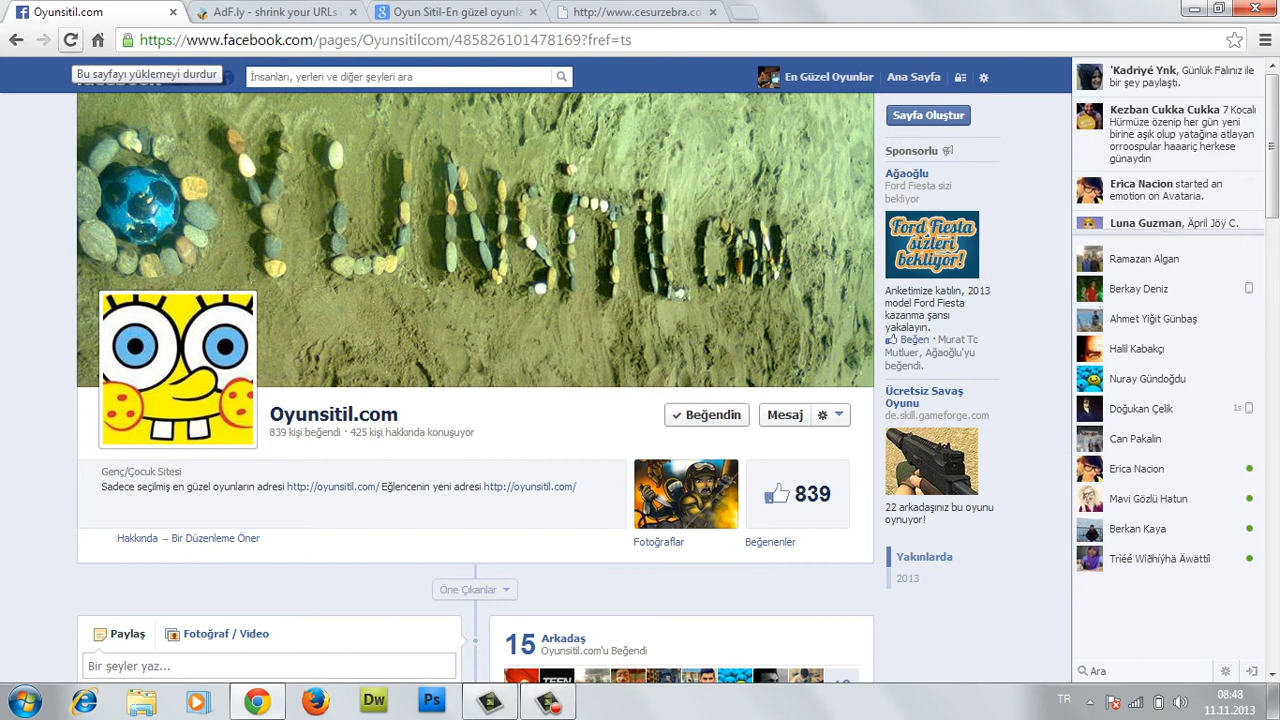 Oyunsitil.com
AdF.ly - shrink your URLs
Oyun Sitil-En güzel oyunla
http://www.cesurzebra.co
https://www.facebook.com/pages/Oyunsitilcom/485826101478169?fref=ts
Bu sayfayı yüklemeyi durdur
İnsanları, yerleri ve diğer şeyleri ara
En Güzel Oyunlar
Ana Sayfa
Oyunsitil.com
839 kişi beğendi · 425 kişi hakkında konuşuyor
Beğendin
Mesaj
Genç/Çocuk Sitesi
Sadece seçilmiş en güzel oyunların adresi http://oyunsitil.com/ Eğlencenin yeni adresi http://oyunsitil.com/
Hakkında – Bir Düzenleme Öner
Fotoğraflar
839
Beğenenler
Öne Çıkanlar
Paylaş
Fotoğraf / Video
Bir şeyler yaz...
15 Arkadaş
Oyunsitil.com'u Beğendi
Sayfa Oluştur
Sponsorlu
Ağaoğlu
Ford Fiesta sizi
bekliyor
Ford Fiesta
sizleri
bekliyor!
Anketimize katılın, 2013
model Ford Fiesta
kazanma şansı
yakalayın.
Beğen · Murat Tc
Mutluer, Ağaoğlu'yu
beğendi.
Ücretsiz Savaş
Oyunu
de.skill.gameforge.com
22 arkadaşınız bu oyunu
oynuyor!
Yakınlarda
2013
'Kadriyé Ynk, Günlük Falınız ile
bir şey paylaştı.
Kezban Cukka Cukka 7 Kocalı
Hürmüze özenip her gün yeni
birine aşık olup yatağına atlayan
orroospular haaariç herkese
günaydın
Erica Nacion started an
emotion on Avataria.
Luna Guzman, Äpril Jöÿ C.
Ramazan Algan
Berkay Deniz
Ahmet Yiğit Günbaş
Halil Kabakçı
Nuray Gündoğdu
Doğukan Çelik
1s
Can Pakalin
Erica Nacion
Mavi Gözlü Hatun
Berkan Kaya
Ara
Dw
Ps
TR
08:48
11.11.2013